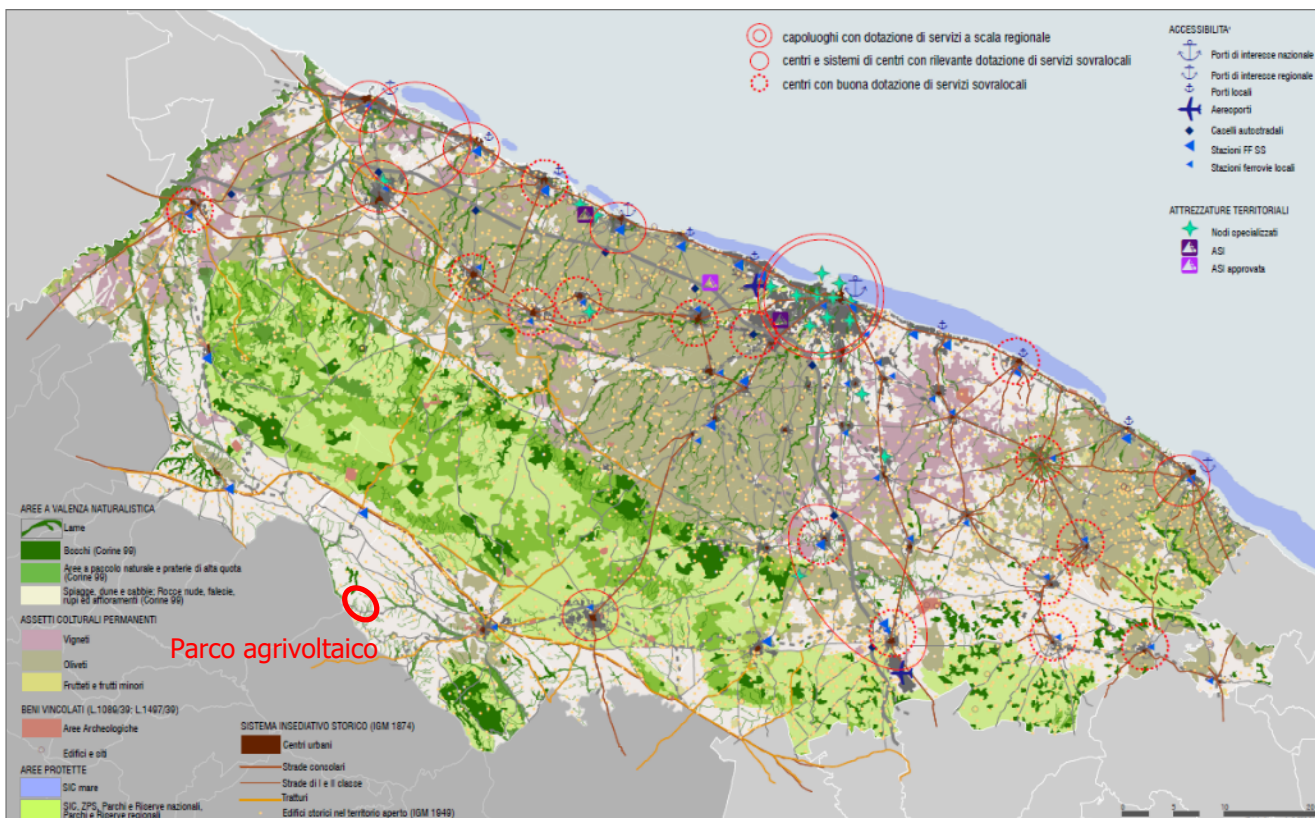 capoluoghi con dotazione di servizi a scala regionale
centri e sistemi di centri con rilevante dotazione di servizi sovralocali
centri con buona dotazione di servizi sovralocali
ACCESSIBILITA'
Porti di interesse nazionale
Porti di interesse regionale
Porti locali
Aereoporti
Caselli autostradali
Stazioni FF SS
Stazioni ferrovie locali
ATTREZZATURE TERRITORIALI
Nodi specializzati
ASI
ASI approvata
Parco agrivoltaico
AREE A VALENZA NATURALISTICA
Lame
Boschi (Corine 99)
Aree a pascolo naturale e praterie di alta quota
(Corine 99)
Spiagge, dune e sabbie; Rocce nude, falesie,
rupi ed affioramenti (Corine 99)
ASSETTI COLTURALI PERMANENTI
Vigneti
Oliveti
Frutteti e frutti minori
BENI VINCOLATI (L.1089/39; L.1497/39)
Aree Archeologiche
Edifici e siti
AREE PROTETTE
SIC mare
SIC, ZPS, Parchi e Riserve nazionali,
Parchi e Riserve regionali
SISTEMA INSEDIATIVO STORICO (IGM 1874)
Centri urbani
Strade consolari
Strade di I e II classe
Tratturi
Edifici storici nel territorio aperto (IGM 1949)
0 5 10 20